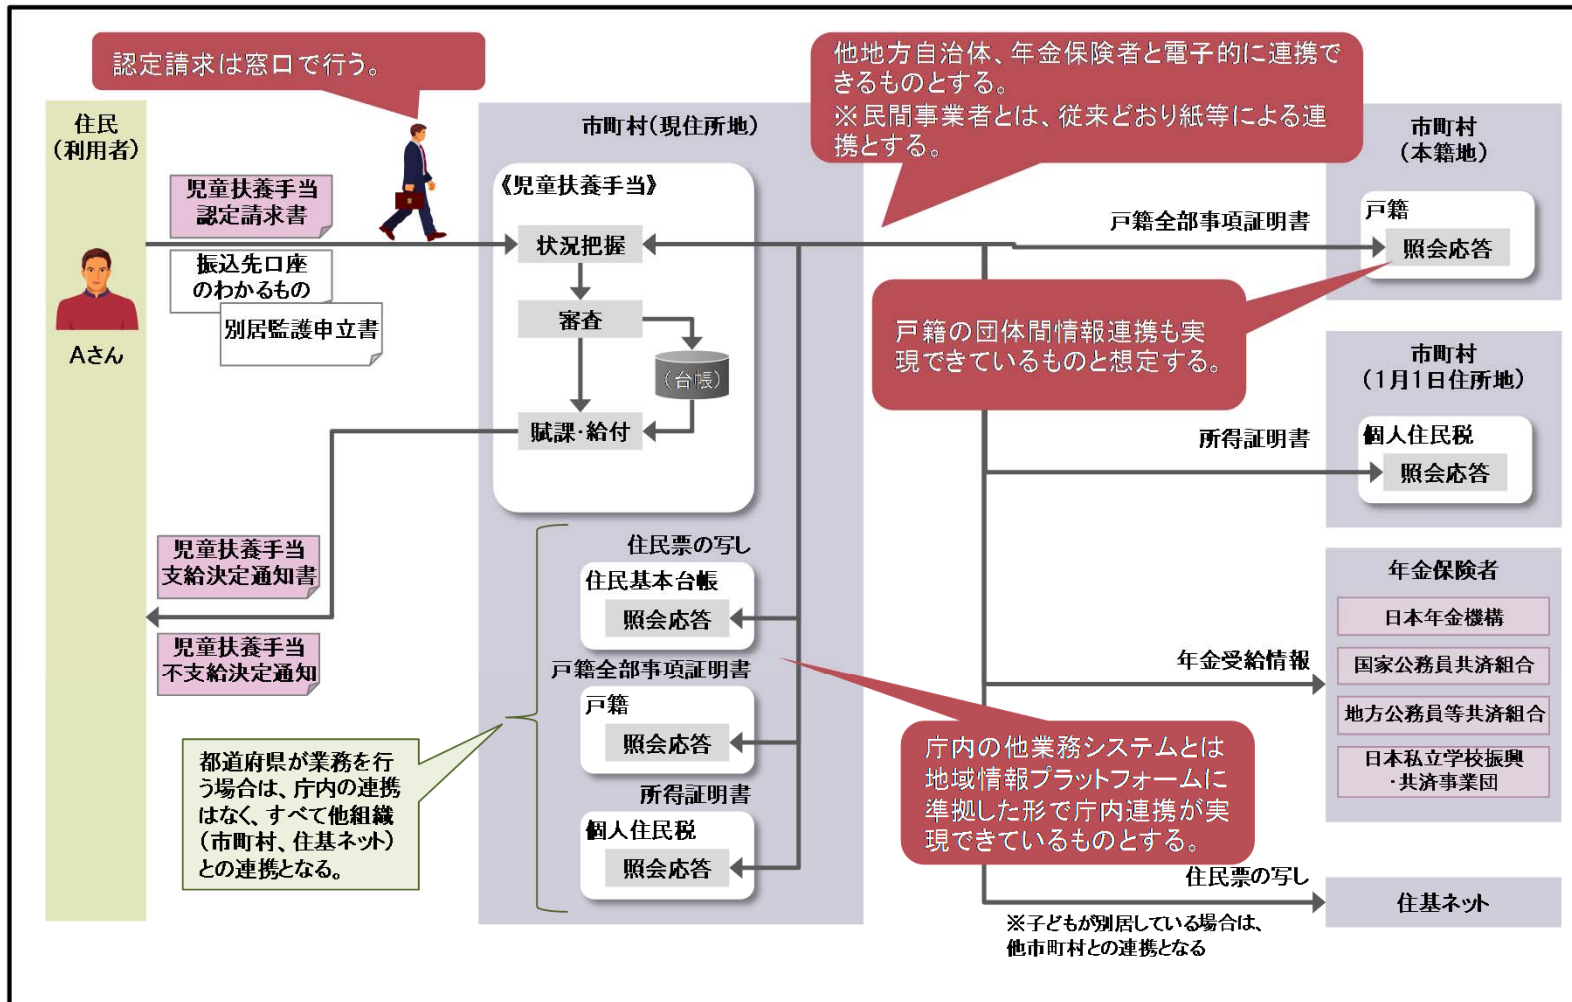 認定請求は窓口で行う。
他地方自治体、年金保険者と電子的に連携で
きるものとする。
※民間事業者とは、従来どおり紙等による連
携とする。
住民
(利用者)
市町村(現住所地)
市町村
(本籍地)
児童扶養手当
認定請求書
《児童扶養手当》
戸籍全部事項証明書
戸籍
照会応答
状況把握
振込先口座
のわかるもの
別居監護申立書
Aさん
審査
(台帳)
賦課・給付
戸籍の団体間情報連携も実
現できているものと想定する。
市町村
(1月1日住所地)
所得証明書
個人住民税
照会応答
児童扶養手当
支給決定通知書
児童扶養手当
不支給決定通知
住民票の写し
住民基本台帳
照会応答
戸籍全部事項証明書
戸籍
照会応答
所得証明書
個人住民税
照会応答
年金保険者
日本年金機構
年金受給情報
国家公務員共済組合
地方公務員等共済組合
日本私立学校振興
・共済事業団
都道府県が業務を行
う場合は、庁内の連携
はなく、すべて他組織
(市町村、住基ネット)
との連携となる。
庁内の他業務システムとは
地域情報プラットフォームに
準拠した形で庁内連携が実
現できているものとする。
住民票の写し
住基ネット
※子どもが別居している場合は、
他市町村との連携となる